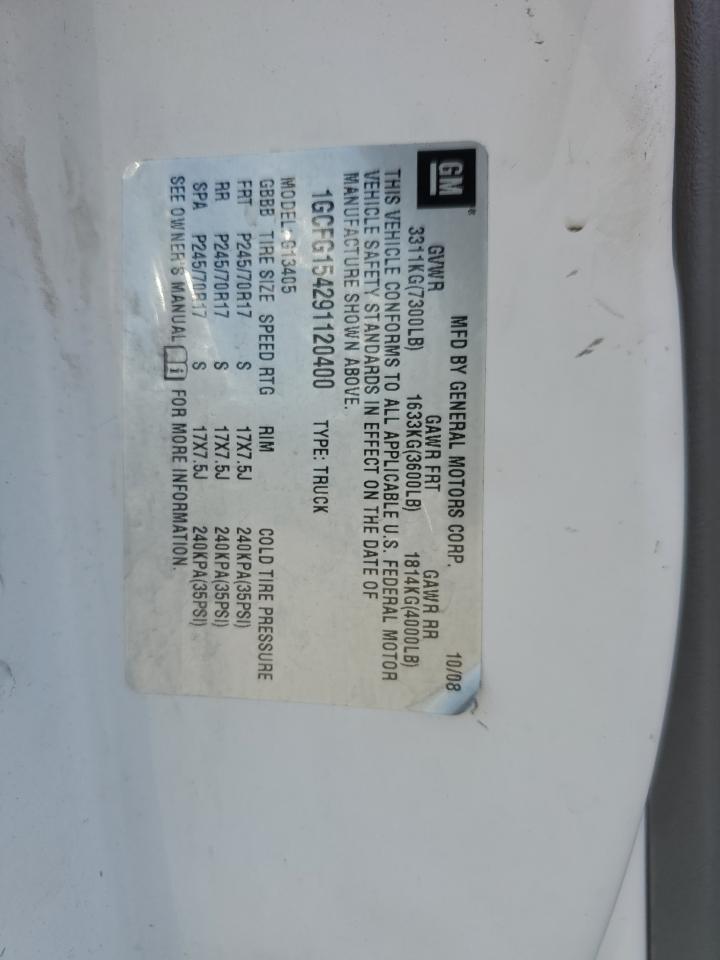 GM
MFD BY GENERAL MOTORS CORP. 10/08
GVWR GAWR FRT GAWR RR
3311KG(7300LB) 1633KG(3600LB) 1814KG(4000LB)
THIS VEHICLE CONFORMS TO ALL APPLICABLE U.S. FEDERAL MOTOR
VEHICLE SAFETY STANDARDS IN EFFECT ON THE DATE OF
MANUFACTURE SHOWN ABOVE.
1GCFG154291120400 TYPE: TRUCK
MODEL: G13405
GBBB TIRE SIZE SPEED RTG RIM COLD TIRE PRESSURE
FRT P245/70R17 S 17X7.5J 240KPA(35PSI)
RR P245/70R17 S 17X7.5J 240KPA(35PSI)
SPA P245/70R17 S 17X7.5J 240KPA(35PSI)
SEE OWNER'S MANUAL i FOR MORE INFORMATION.